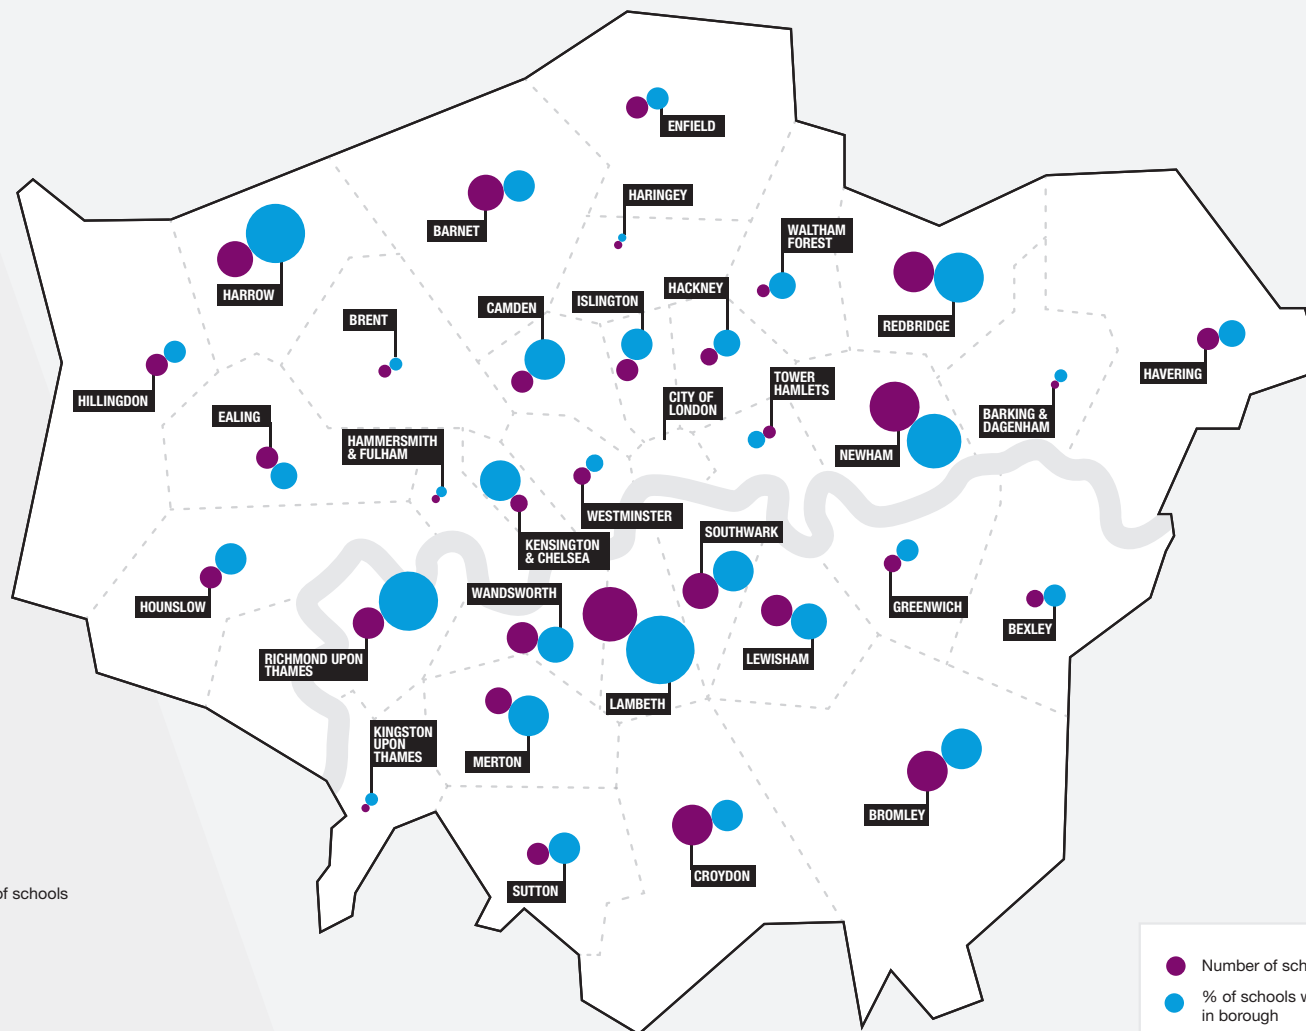 ENFIELD
HARINGEY
BARNET
WALTHAM
FOREST
HARROW
CAMDEN
ISLINGTON
HACKNEY
BRENT
REDBRIDGE
HILLINGDON
EALING
HAMMERSMITH
& FULHAM
CITY OF
LONDON
TOWER
HAMLETS
HAVERING
BARKING &
DAGENHAM
NEWHAM
WESTMINSTER
KENSINGTON
& CHELSEA
SOUTHWARK
HOUNSLOW
WANDSWORTH
GREENWICH
BEXLEY
RICHMOND UPON
THAMES
LEWISHAM
LAMBETH
KINGSTON
UPON
THAMES
MERTON
BROMLEY
CROYDON
SUTTON
of schools
Number of sch
% of schools w
in borough